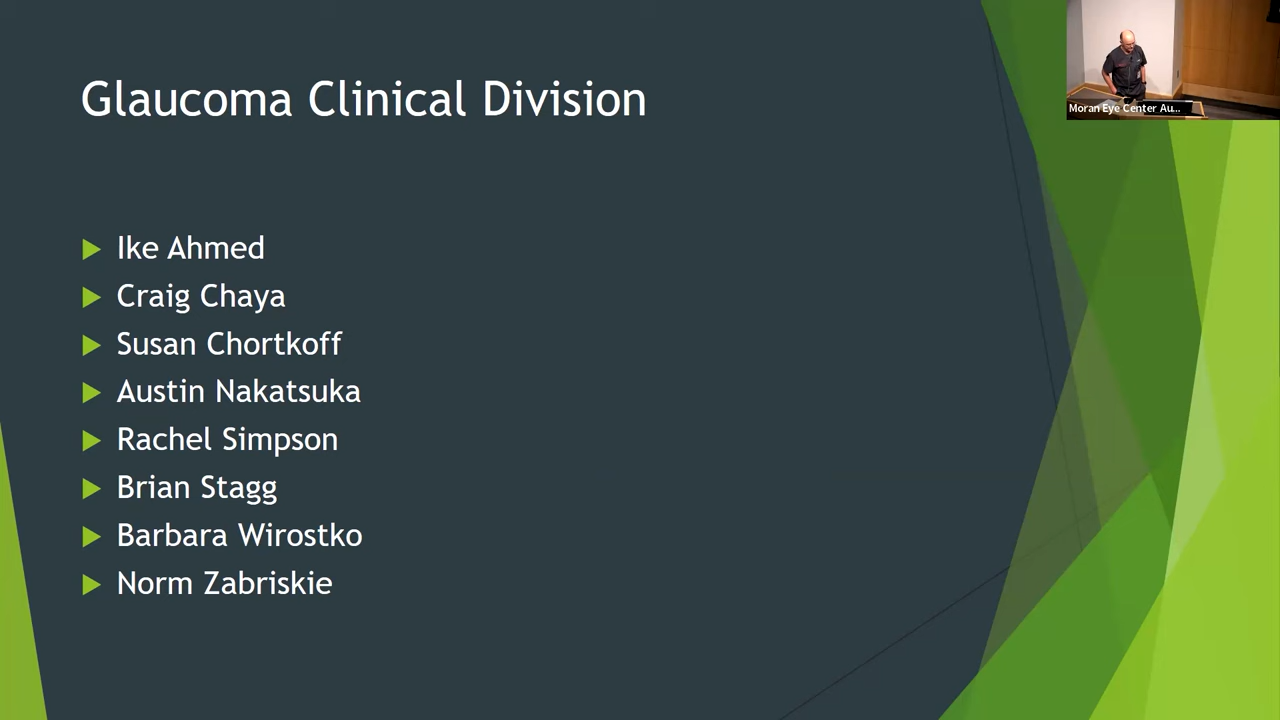 Glaucoma Clinical Division
Moran Eye Center Au...
Ike Ahmed
Craig Chaya
Susan Chortkoff
Austin Nakatsuka
Rachel Simpson
Brian Stagg
Barbara Wirostko
Norm Zabriskie